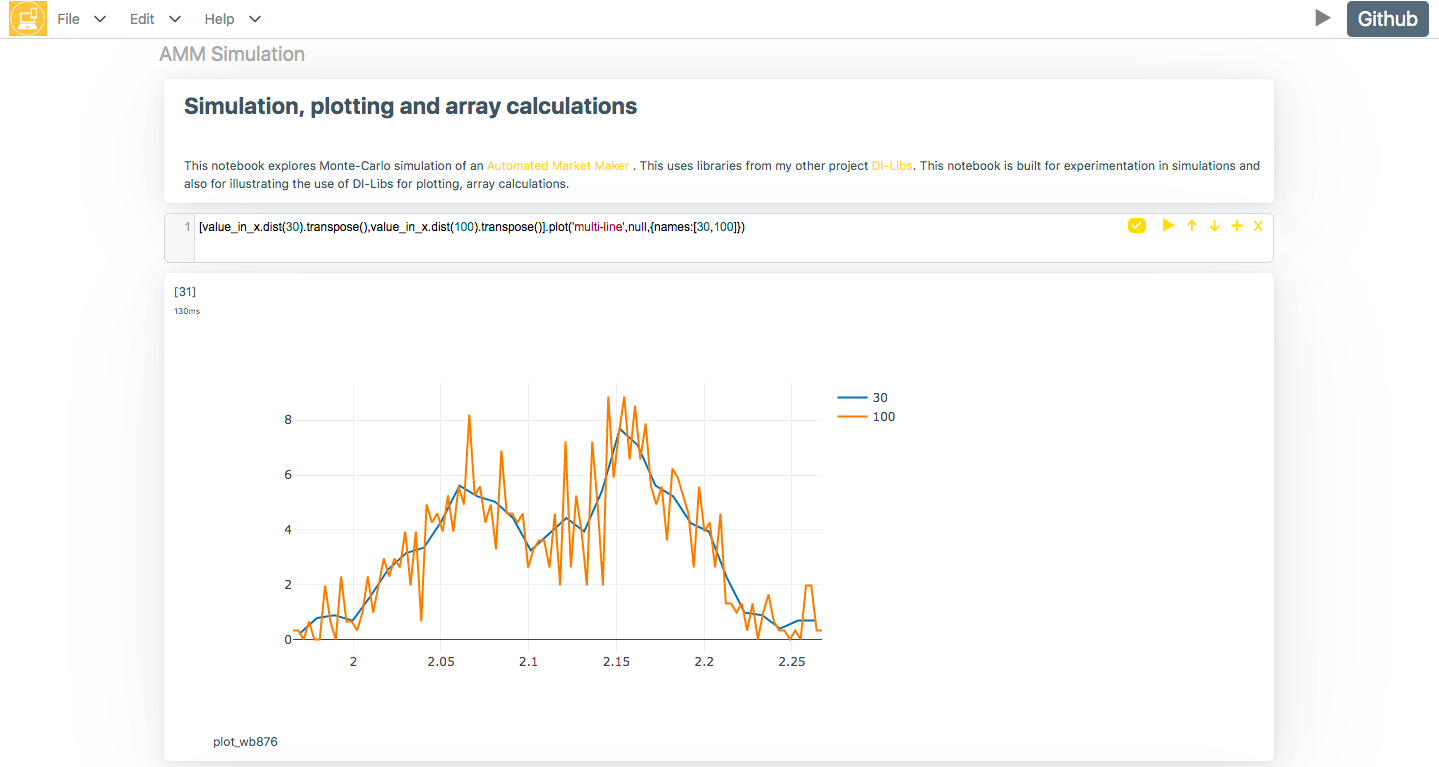 File Edit Help Github
AMM Simulation
Simulation, plotting and array calculations
This notebook explores Monte-Carlo simulation of an Automated Market Maker . This uses libraries from my other project DI-Libs. This notebook is built for experimentation in simulations and
also for illustrating the use of DI-Libs for plotting, array calculations.
1 [value_in_x.dist(30).transpose(),value_in_x.dist(100).transpose()].plot('multi-line',null,{names:[30,100]})
[31]
130ms
30
100
8
6
4
2
0
2 2.05 2.1 2.15 2.2 2.25
plot_wb876